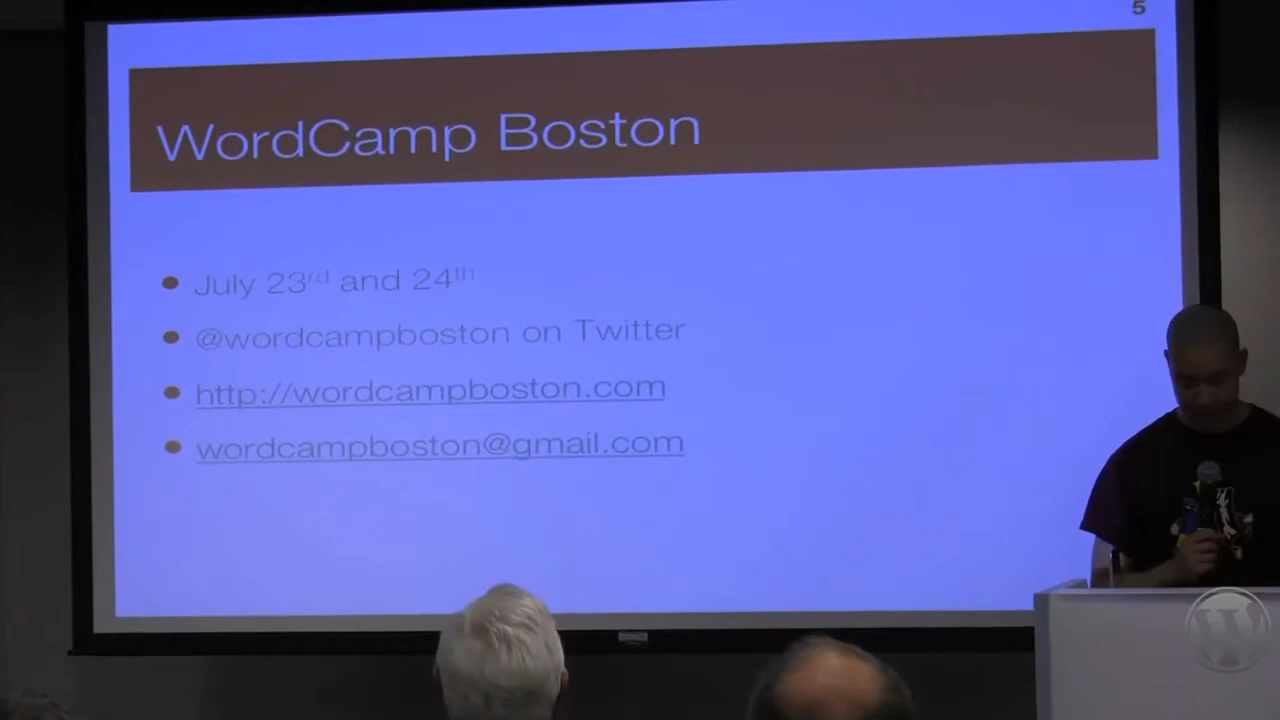 5
WordCamp Boston
July 23rd and 24th
@wordcampboston on Twitter
http://wordcampboston.com
wordcampboston@gmail.com